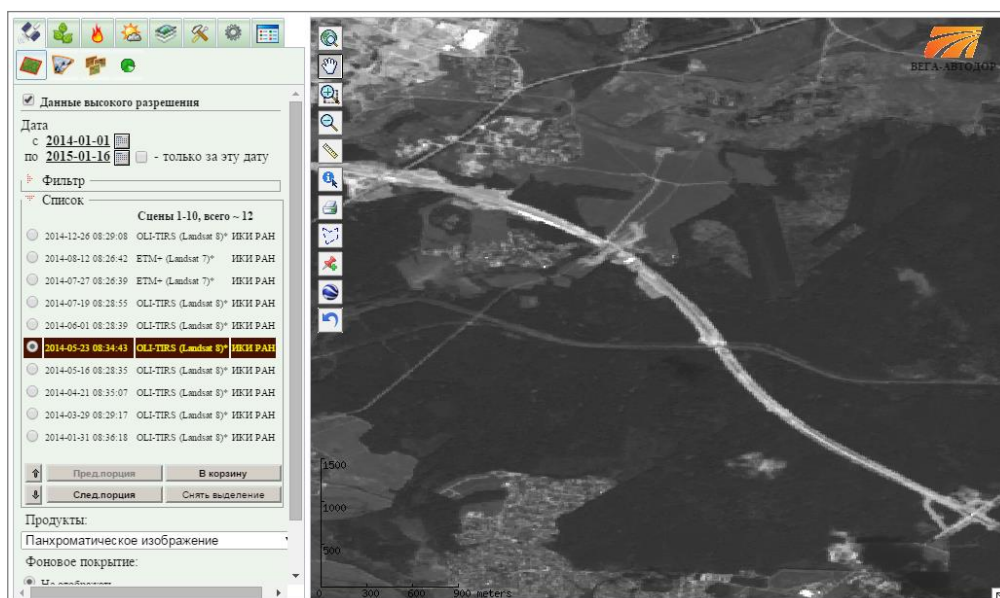 ВЕГА-АВТОДОР
Данные высокого разрешения
Дата
с 2014-01-01
по 2015-01-16 - только за эту дату
Фильтр
Список
Сцены 1-10, всего ~ 12
2014-12-26 08:29:08 OLI-TIRS (Landsat 8)* ИКИ РАН
2014-08-12 08:26:42 ETM+ (Landsat 7)* ИКИ РАН
2014-07-27 08:26:39 ETM+ (Landsat 7)* ИКИ РАН
2014-07-19 08:28:55 OLI-TIRS (Landsat 8)* ИКИ РАН
2014-06-01 08:28:39 OLI-TIRS (Landsat 8)* ИКИ РАН
2014-05-23 08:34:43 OLI-TIRS (Landsat 8)* ИКИ РАН
2014-05-16 08:28:35 OLI-TIRS (Landsat 8)* ИКИ РАН
2014-04-21 08:35:07 OLI-TIRS (Landsat 8)* ИКИ РАН
2014-03-29 08:29:17 OLI-TIRS (Landsat 8)* ИКИ РАН
2014-01-31 08:36:18 OLI-TIRS (Landsat 8)* ИКИ РАН
Пред.порция В корзину
След.порция Снять выделение
Продукты:
Панхроматическое изображение
Фоновое покрытие:
Не отображать
1500
1000
500
0 300 600 900 meters